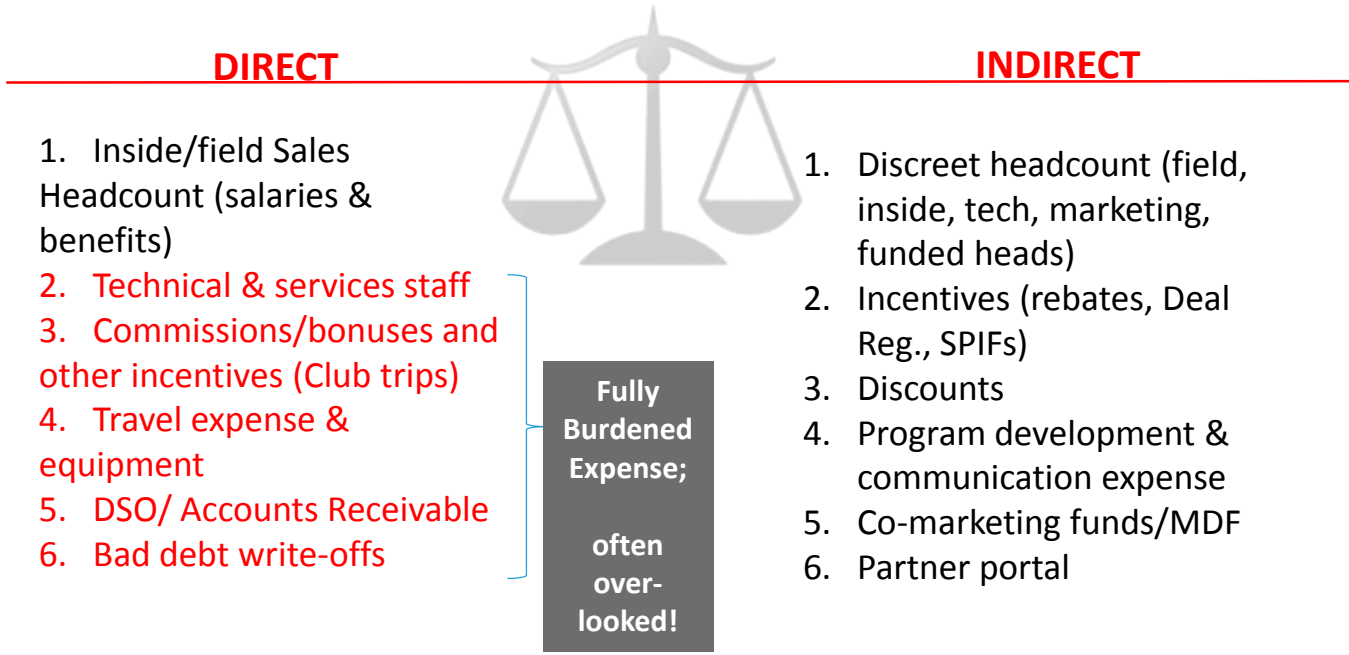 DIRECT
1. Inside/field Sales
Headcount (salaries &
benefits)
2. Technical & services staff
3. Commissions/bonuses and
other incentives (Club trips)
4. Travel expense &
equipment
5. DSO/ Accounts Receivable
6. Bad debt write-offs
Fully
Burdened
Expense;
often
over-
looked!
INDIRECT
1. Discreet headcount (field,
inside, tech, marketing,
funded heads)
2. Incentives (rebates, Deal
Reg., SPIFs)
3. Discounts
4. Program development &
communication expense
5. Co-marketing funds/MDF
6. Partner portal